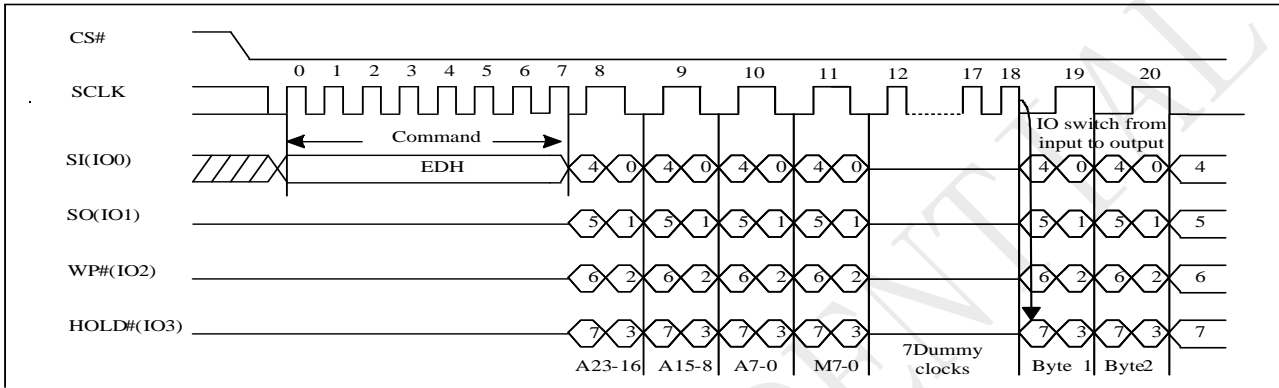 CS#
0 1 2 3 4 5 6 7 8 9 10 11 12 17 18 19 20
SCLK
Command
IO switch from
input to output
SI(IO0)
EDH
4 0 4 0 4 0 4 0 4 0 4 0 4
SO(IO1)
5 1 5 1 5 1 5 1 5 1 5 1 5
WP#(IO2)
6 2 6 2 6 2 6 2 6 2 6 2 6
HOLD#(IO3)
7 3 7 3 7 3 7 3 7 3 7 3 7
A23-16 A15-8 A7-0 M7-0
7Dummy
clocks
Byte 1 Byte2